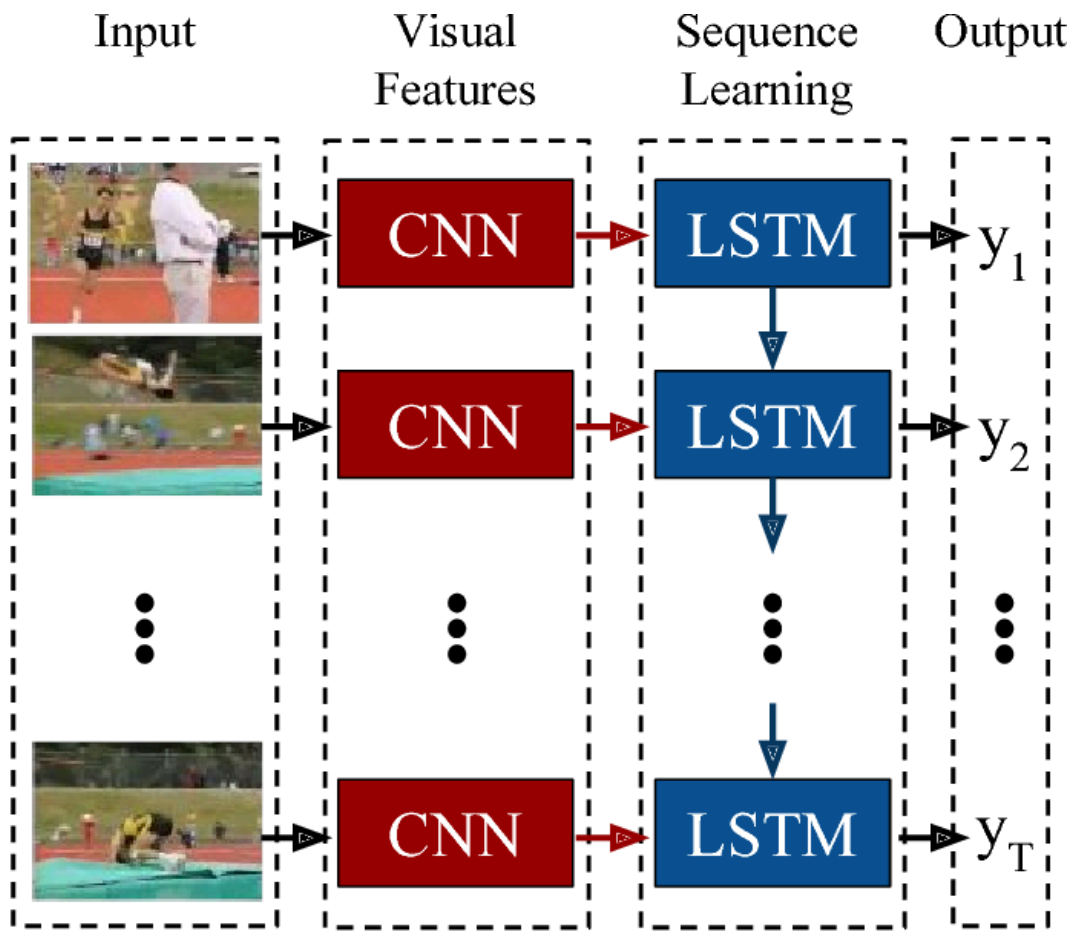 Input
Visual
Features
Sequence
Learning
Output
CNN
LSTM
y1
CNN
LSTM
y2
CNN
LSTM
yT